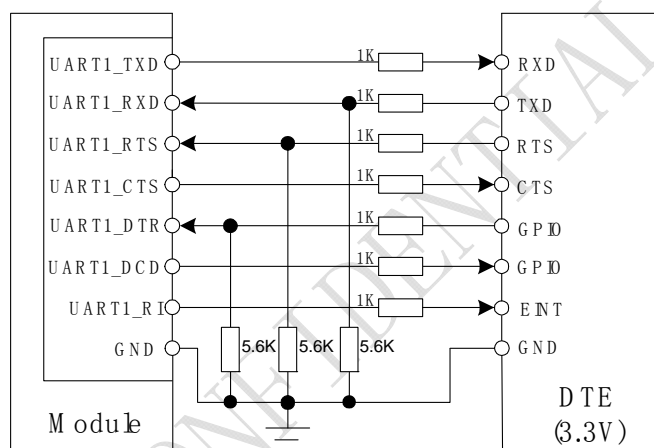 UART1_TXD 1K RXD
UART1_RXD 1K TXD
UART1_RTS 1K RTS
UART1_CTS 1K CTS
UART1_DTR 1K GPIO
UART1_DCD 1K GPIO
UART1_RI 1K EINT
GND 5.6K 5.6K 5.6K GND
Module
DTE
(3.3V)
CONFIDENTIAL